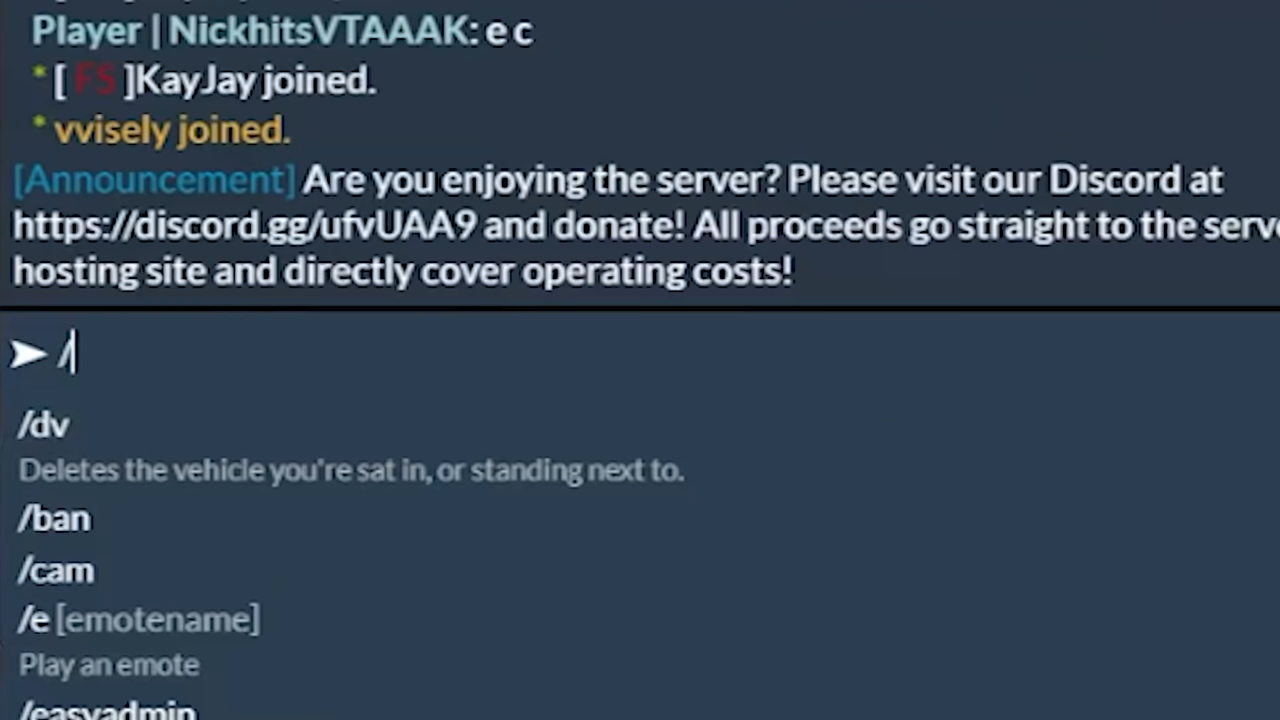 Player | NickhitsVTAAAK: e c
* [ FS ]KayJay joined.
* vvisely joined.
[Announcement] Are you enjoying the server? Please visit our Discord at
https://discord.gg/ufvUAA9 and donate! All proceeds go straight to the serve
hosting site and directly cover operating costs!
➤ /
/dv
Deletes the vehicle you're sat in, or standing next to.
/ban
/cam
/e [emotename]
Play an emote
/easyadmin